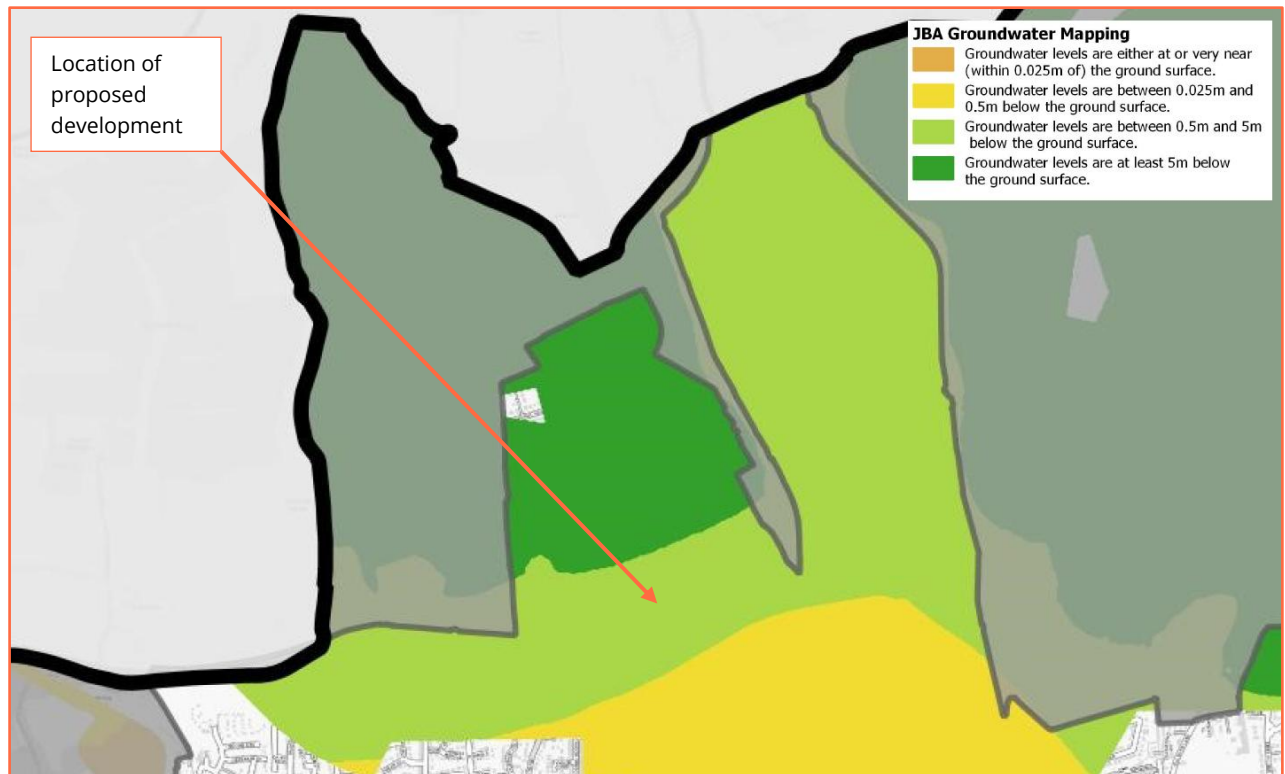 Location of
proposed
development
JBA Groundwater Mapping
Groundwater levels are either at or very near
(within 0.025m of) the ground surface.
Groundwater levels are between 0.025m and
0.5m below the ground surface.
Groundwater levels are between 0.5m and 5m
below the ground surface.
Groundwater levels are at least 5m below
the ground surface.